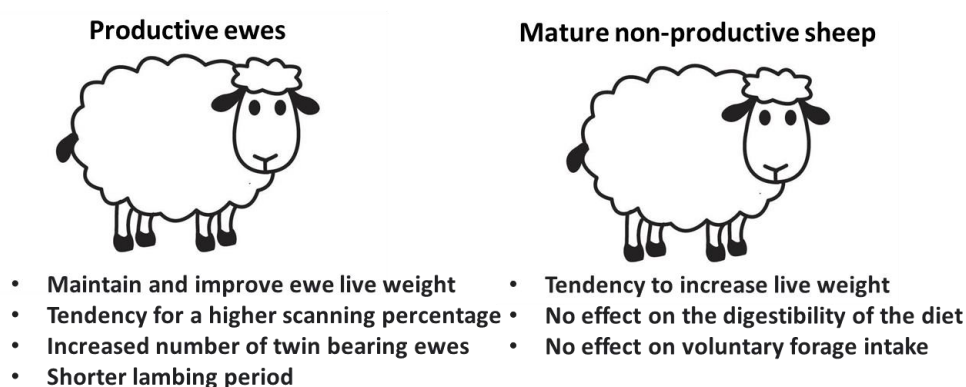 Productive ewes
• Maintain and improve ewe live weight
• Tendency for a higher scanning percentage
• Increased number of twin bearing ewes
• Shorter lambing period
Mature non-productive sheep
• Tendency to increase live weight
• No effect on the digestibility of the diet
• No effect on voluntary forage intake